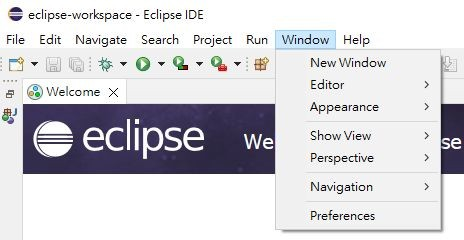 eclipse-workspace - Eclipse IDE
File Edit Navigate Search Project Run Window Help
Welcome
New Window
Editor
Appearance
Show View
Perspective
Navigation
Preferences
eclipse We